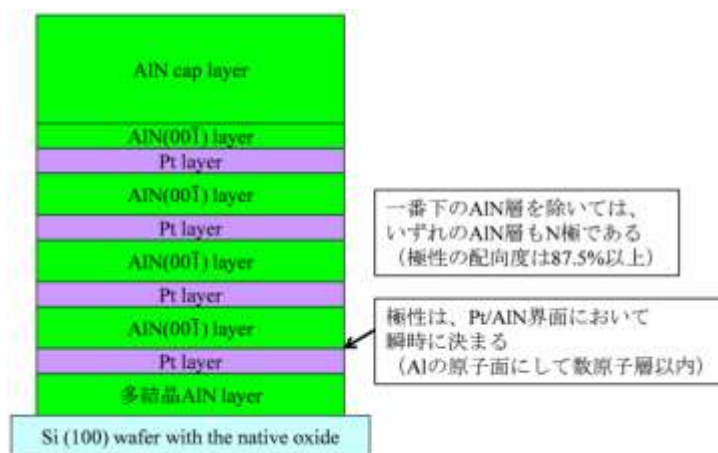 AlN cap layer
AlN(001̄) layer
Pt layer
AlN(001̄) layer
Pt layer
AlN(001̄) layer
Pt layer
AlN(001̄) layer
Pt layer
多結晶AlN layer
Si (100) wafer with the native oxide
一番下のAlN層を除いては、
いずれのAlN層もN極である
（極性の配向度は87.5%以上）
極性は、Pt/AlN界面において
瞬時に決まる
（Alの原子面にして数原子層以内）